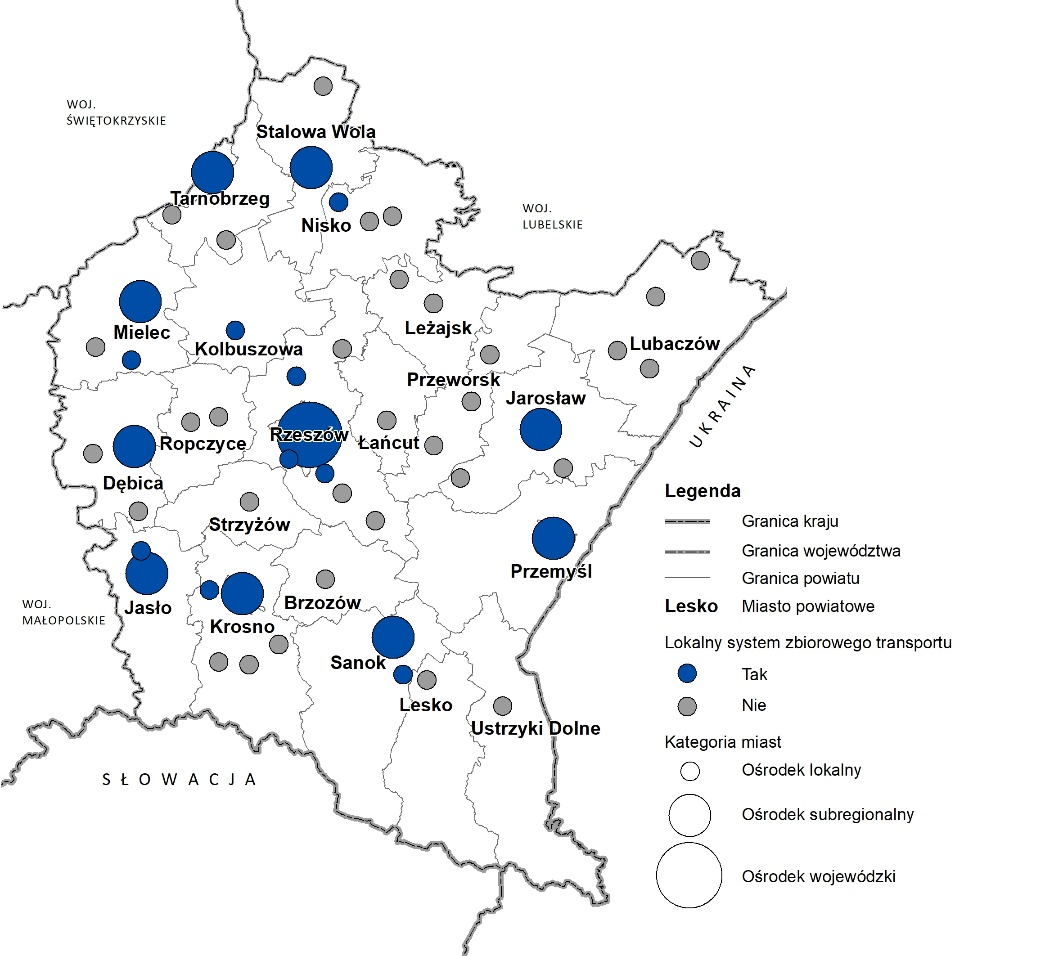 WOJ.
ŚWIĘTOKRZYSKIE
Stalowa Wola
Tarnobrzeg
Nisko
WOJ.
LUBELSKIE
Mielec
Kolbuszowa
Leżajsk
Lubaczów
Przeworsk
Jarosław
UKRAINA
Ropczyce
Rzeszów
Łańcut
Dębica
Strzyżów
Przemyśl
WOJ.
MAŁOPOLSKIE
Jasło
Krosno
Brzozów
Sanok
Lesko
Ustrzyki Dolne
SŁOWACJA
Legenda
Granica kraju
Granica województwa
Granica powiatu
Lesko Miasto powiatowe
Lokalny system zbiorowego transportu
Tak
Nie
Kategoria miast
Ośrodek lokalny
Ośrodek subregionalny
Ośrodek wojewódzki